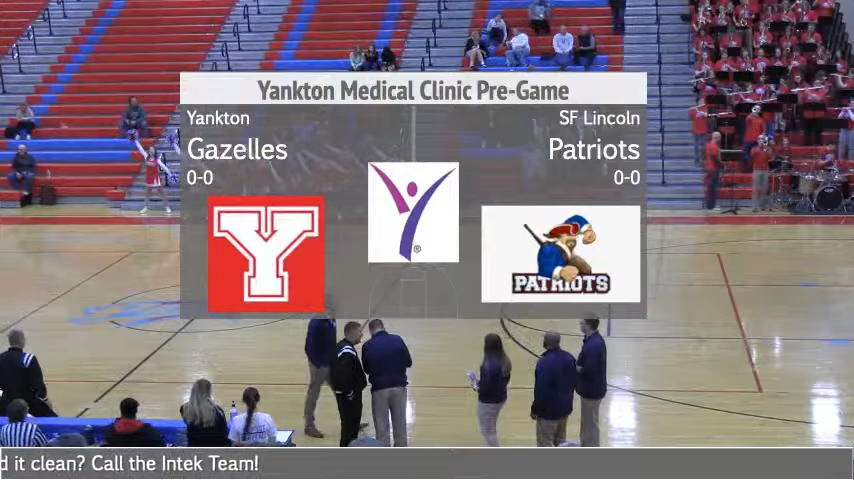 Yankton Medical Clinic Pre-Game
Yankton
SF Lincoln
Gazelles
Patriots
0-0
0-0
Y
®
PATRIOTS
d it clean? Call the Intek Team!